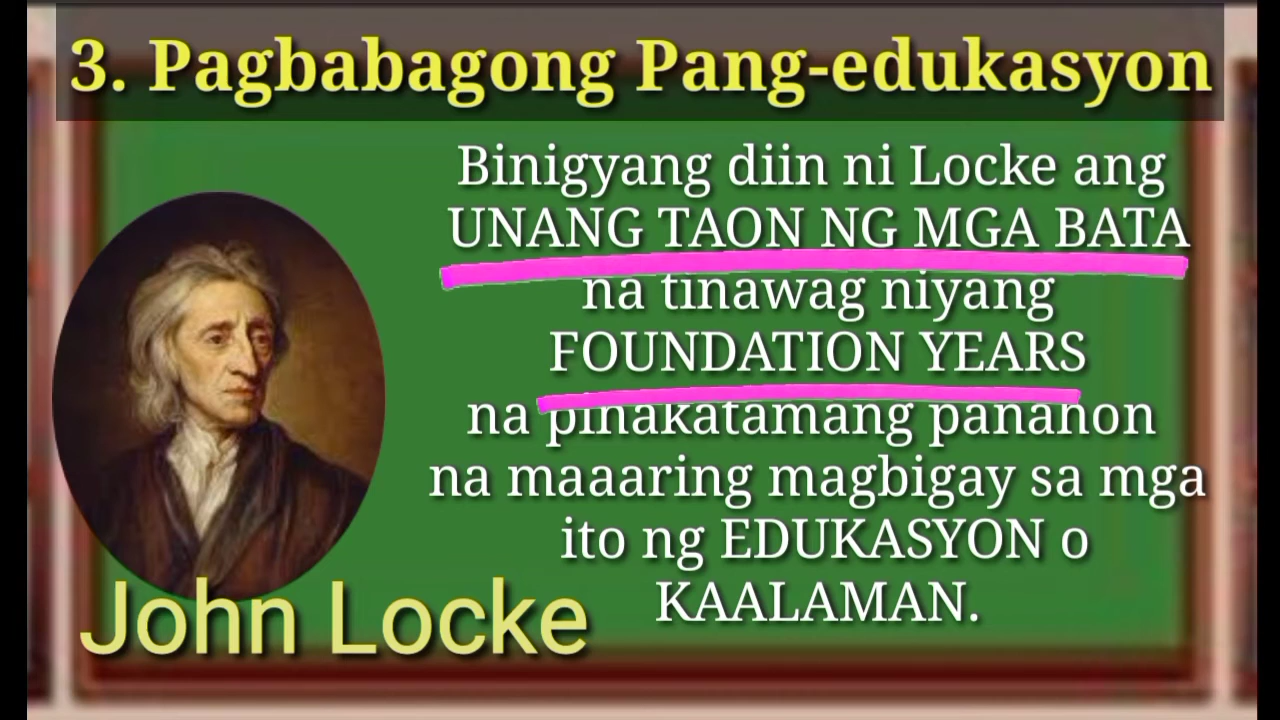 3. Pagbabagong Pang-edukasyon
Binigyang diin ni Locke ang
UNANG TAON NG MGA BATA
na tinawag niyang
FOUNDATION YEARS
na pinakatamang panahon
na maaaring magbigay sa mga
ito ng EDUKASYON o
KAALAMAN.
John Locke